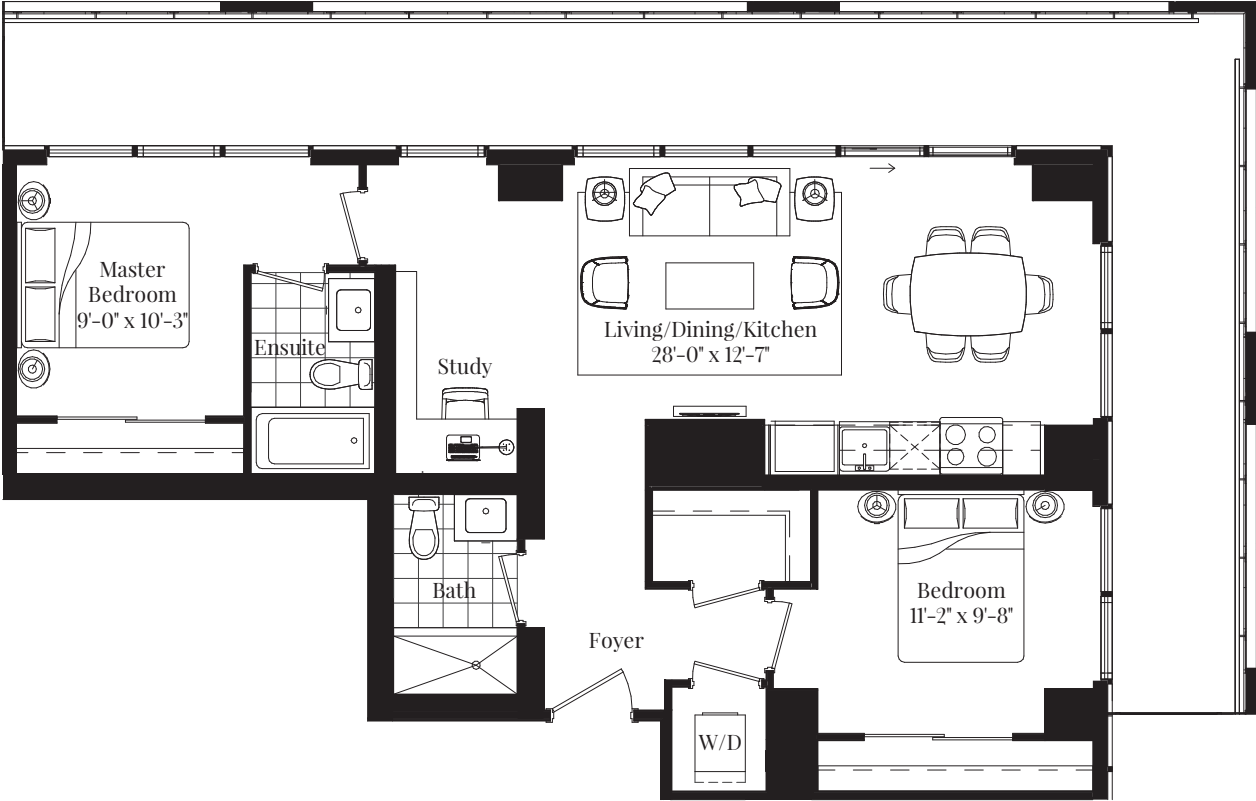 Master
Bedroom
9'-0" x 10'-3"
Ensuite
Study
Living/Dining/Kitchen
28'-0" x 12'-7"
Bath
Foyer
Bedroom
11'-2" x 9'-8"
W/D